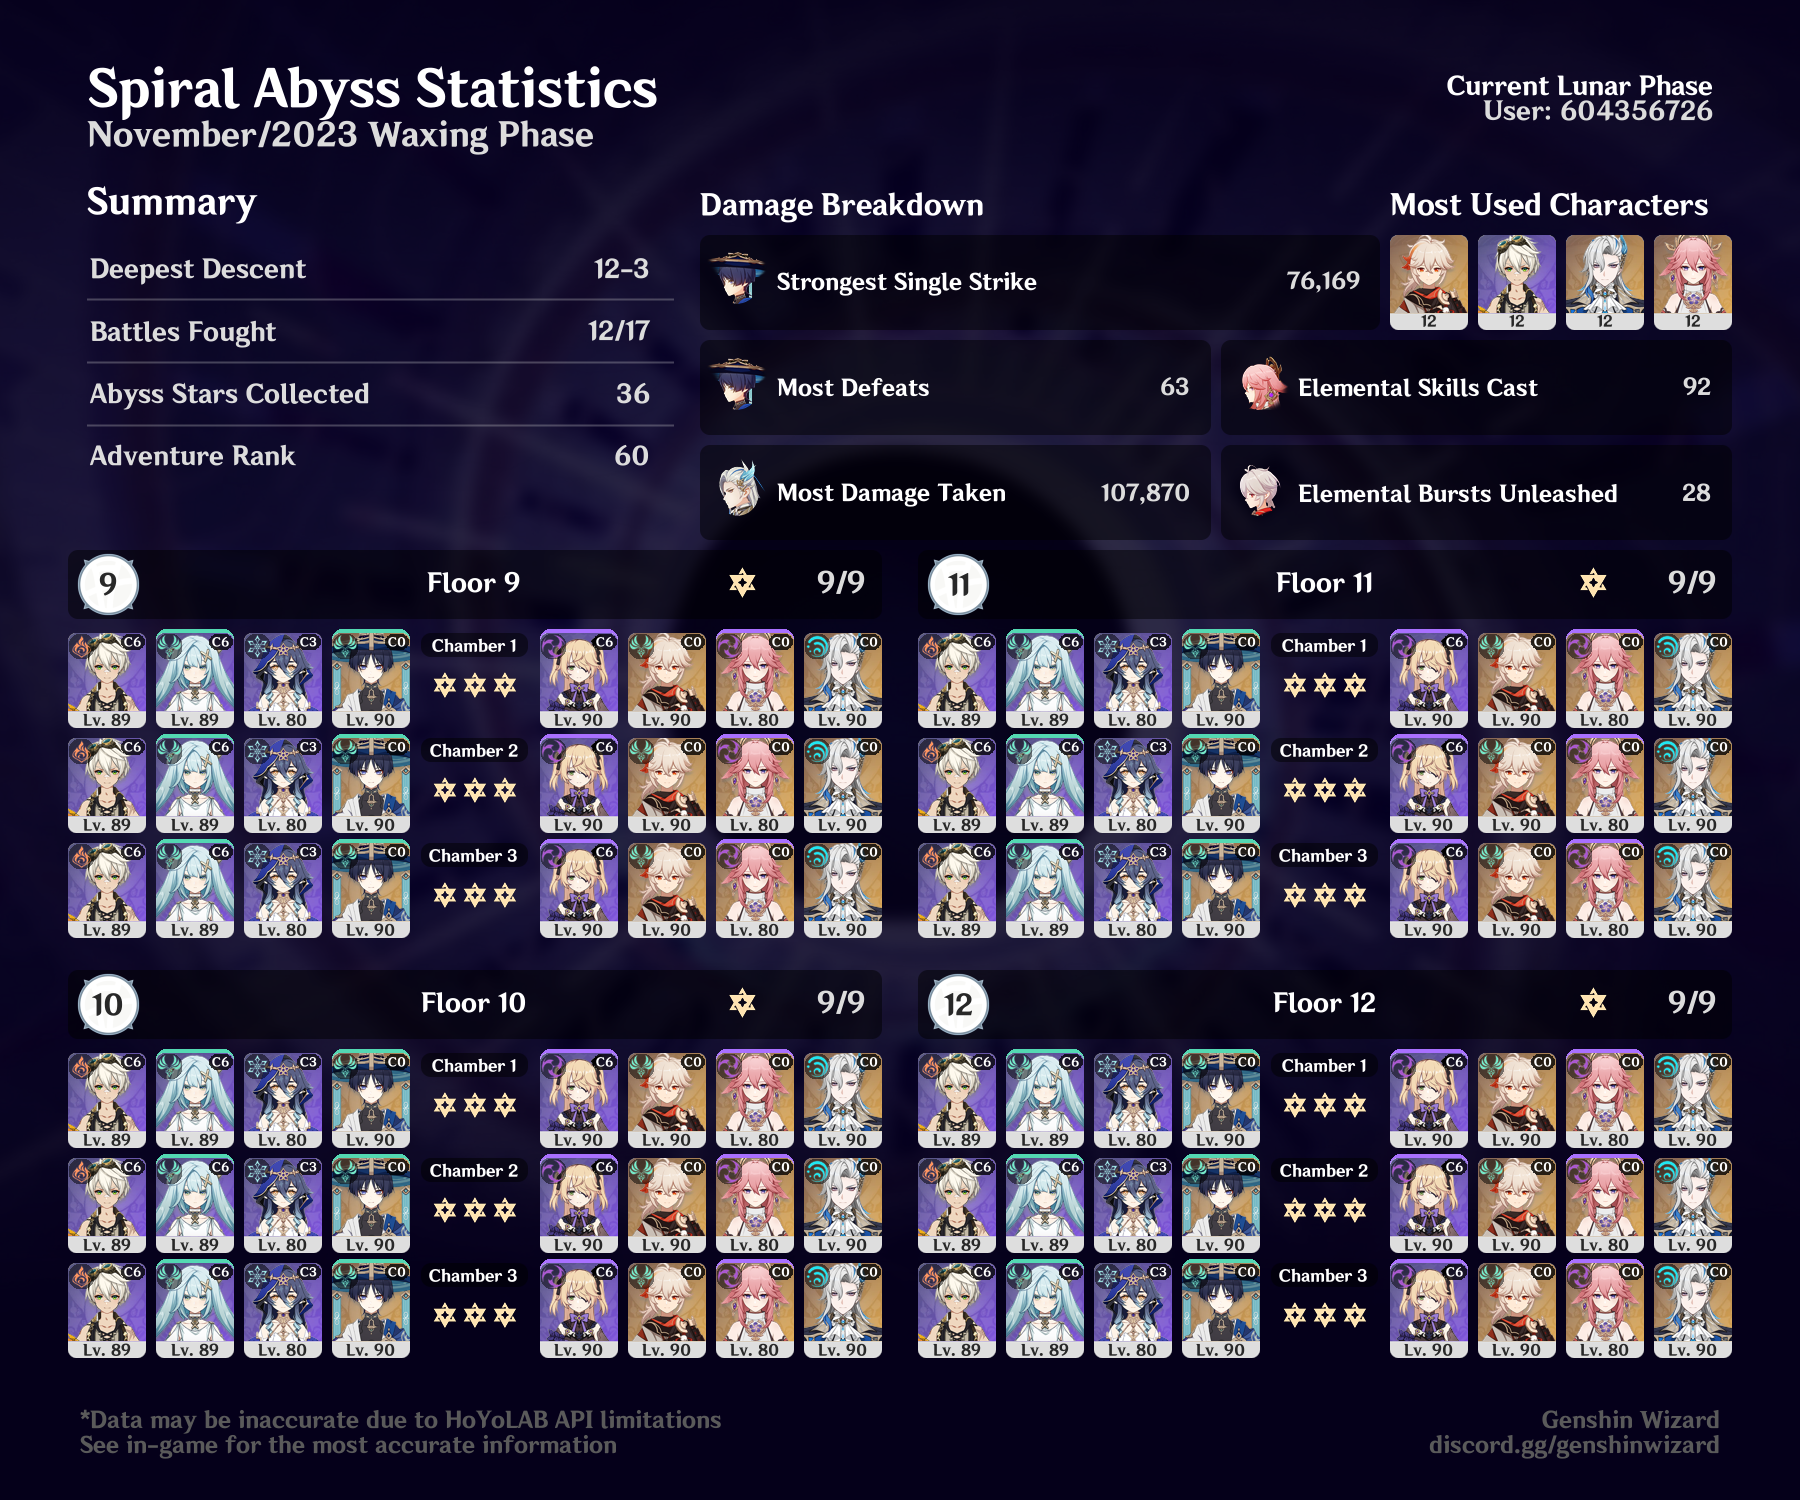 Spiral Abyss Statistics
November/2023 Waxing Phase
Current Lunar Phase
User: 604356726
Summary
Deepest Descent 12-3
Battles Fought 12/17
Abyss Stars Collected 36
Adventure Rank 60
Damage Breakdown
Strongest Single Strike 76,169
Most Defeats 63
Elemental Skills Cast 92
Most Damage Taken 107,870
Elemental Bursts Unleashed 28
Most Used Characters
12 12 12 12
9 Floor 9 9/9
C6 C6 C3 C0 Chamber 1 C6 C0 C0 C0
Lv. 89 Lv. 89 Lv. 80 Lv. 90 Lv. 90 Lv. 90 Lv. 80 Lv. 90
C6 C6 C3 C0 Chamber 2 C6 C0 C0 C0
Lv. 89 Lv. 89 Lv. 80 Lv. 90 Lv. 90 Lv. 90 Lv. 80 Lv. 90
C6 C6 C3 C0 Chamber 3 C6 C0 C0 C0
Lv. 89 Lv. 89 Lv. 80 Lv. 90 Lv. 90 Lv. 90 Lv. 80 Lv. 90
11 Floor 11 9/9
C6 C6 C3 C0 Chamber 1 C6 C0 C0 C0
Lv. 89 Lv. 89 Lv. 80 Lv. 90 Lv. 90 Lv. 90 Lv. 80 Lv. 90
C6 C6 C3 C0 Chamber 2 C6 C0 C0 C0
Lv. 89 Lv. 89 Lv. 80 Lv. 90 Lv. 90 Lv. 90 Lv. 80 Lv. 90
C6 C6 C3 C0 Chamber 3 C6 C0 C0 C0
Lv. 89 Lv. 89 Lv. 80 Lv. 90 Lv. 90 Lv. 90 Lv. 80 Lv. 90
10 Floor 10 9/9
C6 C6 C3 C0 Chamber 1 C6 C0 C0 C0
Lv. 89 Lv. 89 Lv. 80 Lv. 90 Lv. 90 Lv. 90 Lv. 80 Lv. 90
C6 C6 C3 C0 Chamber 2 C6 C0 C0 C0
Lv. 89 Lv. 89 Lv. 80 Lv. 90 Lv. 90 Lv. 90 Lv. 80 Lv. 90
C6 C6 C3 C0 Chamber 3 C6 C0 C0 C0
Lv. 89 Lv. 89 Lv. 80 Lv. 90 Lv. 90 Lv. 90 Lv. 80 Lv. 90
12 Floor 12 9/9
C6 C6 C3 C0 Chamber 1 C6 C0 C0 C0
Lv. 89 Lv. 89 Lv. 80 Lv. 90 Lv. 90 Lv. 90 Lv. 80 Lv. 90
C6 C6 C3 C0 Chamber 2 C6 C0 C0 C0
Lv. 89 Lv. 89 Lv. 80 Lv. 90 Lv. 90 Lv. 90 Lv. 80 Lv. 90
C6 C6 C3 C0 Chamber 3 C6 C0 C0 C0
Lv. 89 Lv. 89 Lv. 80 Lv. 90 Lv. 90 Lv. 90 Lv. 80 Lv. 90
*Data may be inaccurate due to HoYoLAB API limitations
See in-game for the most accurate information
Genshin Wizard
discord.gg/genshinwizard